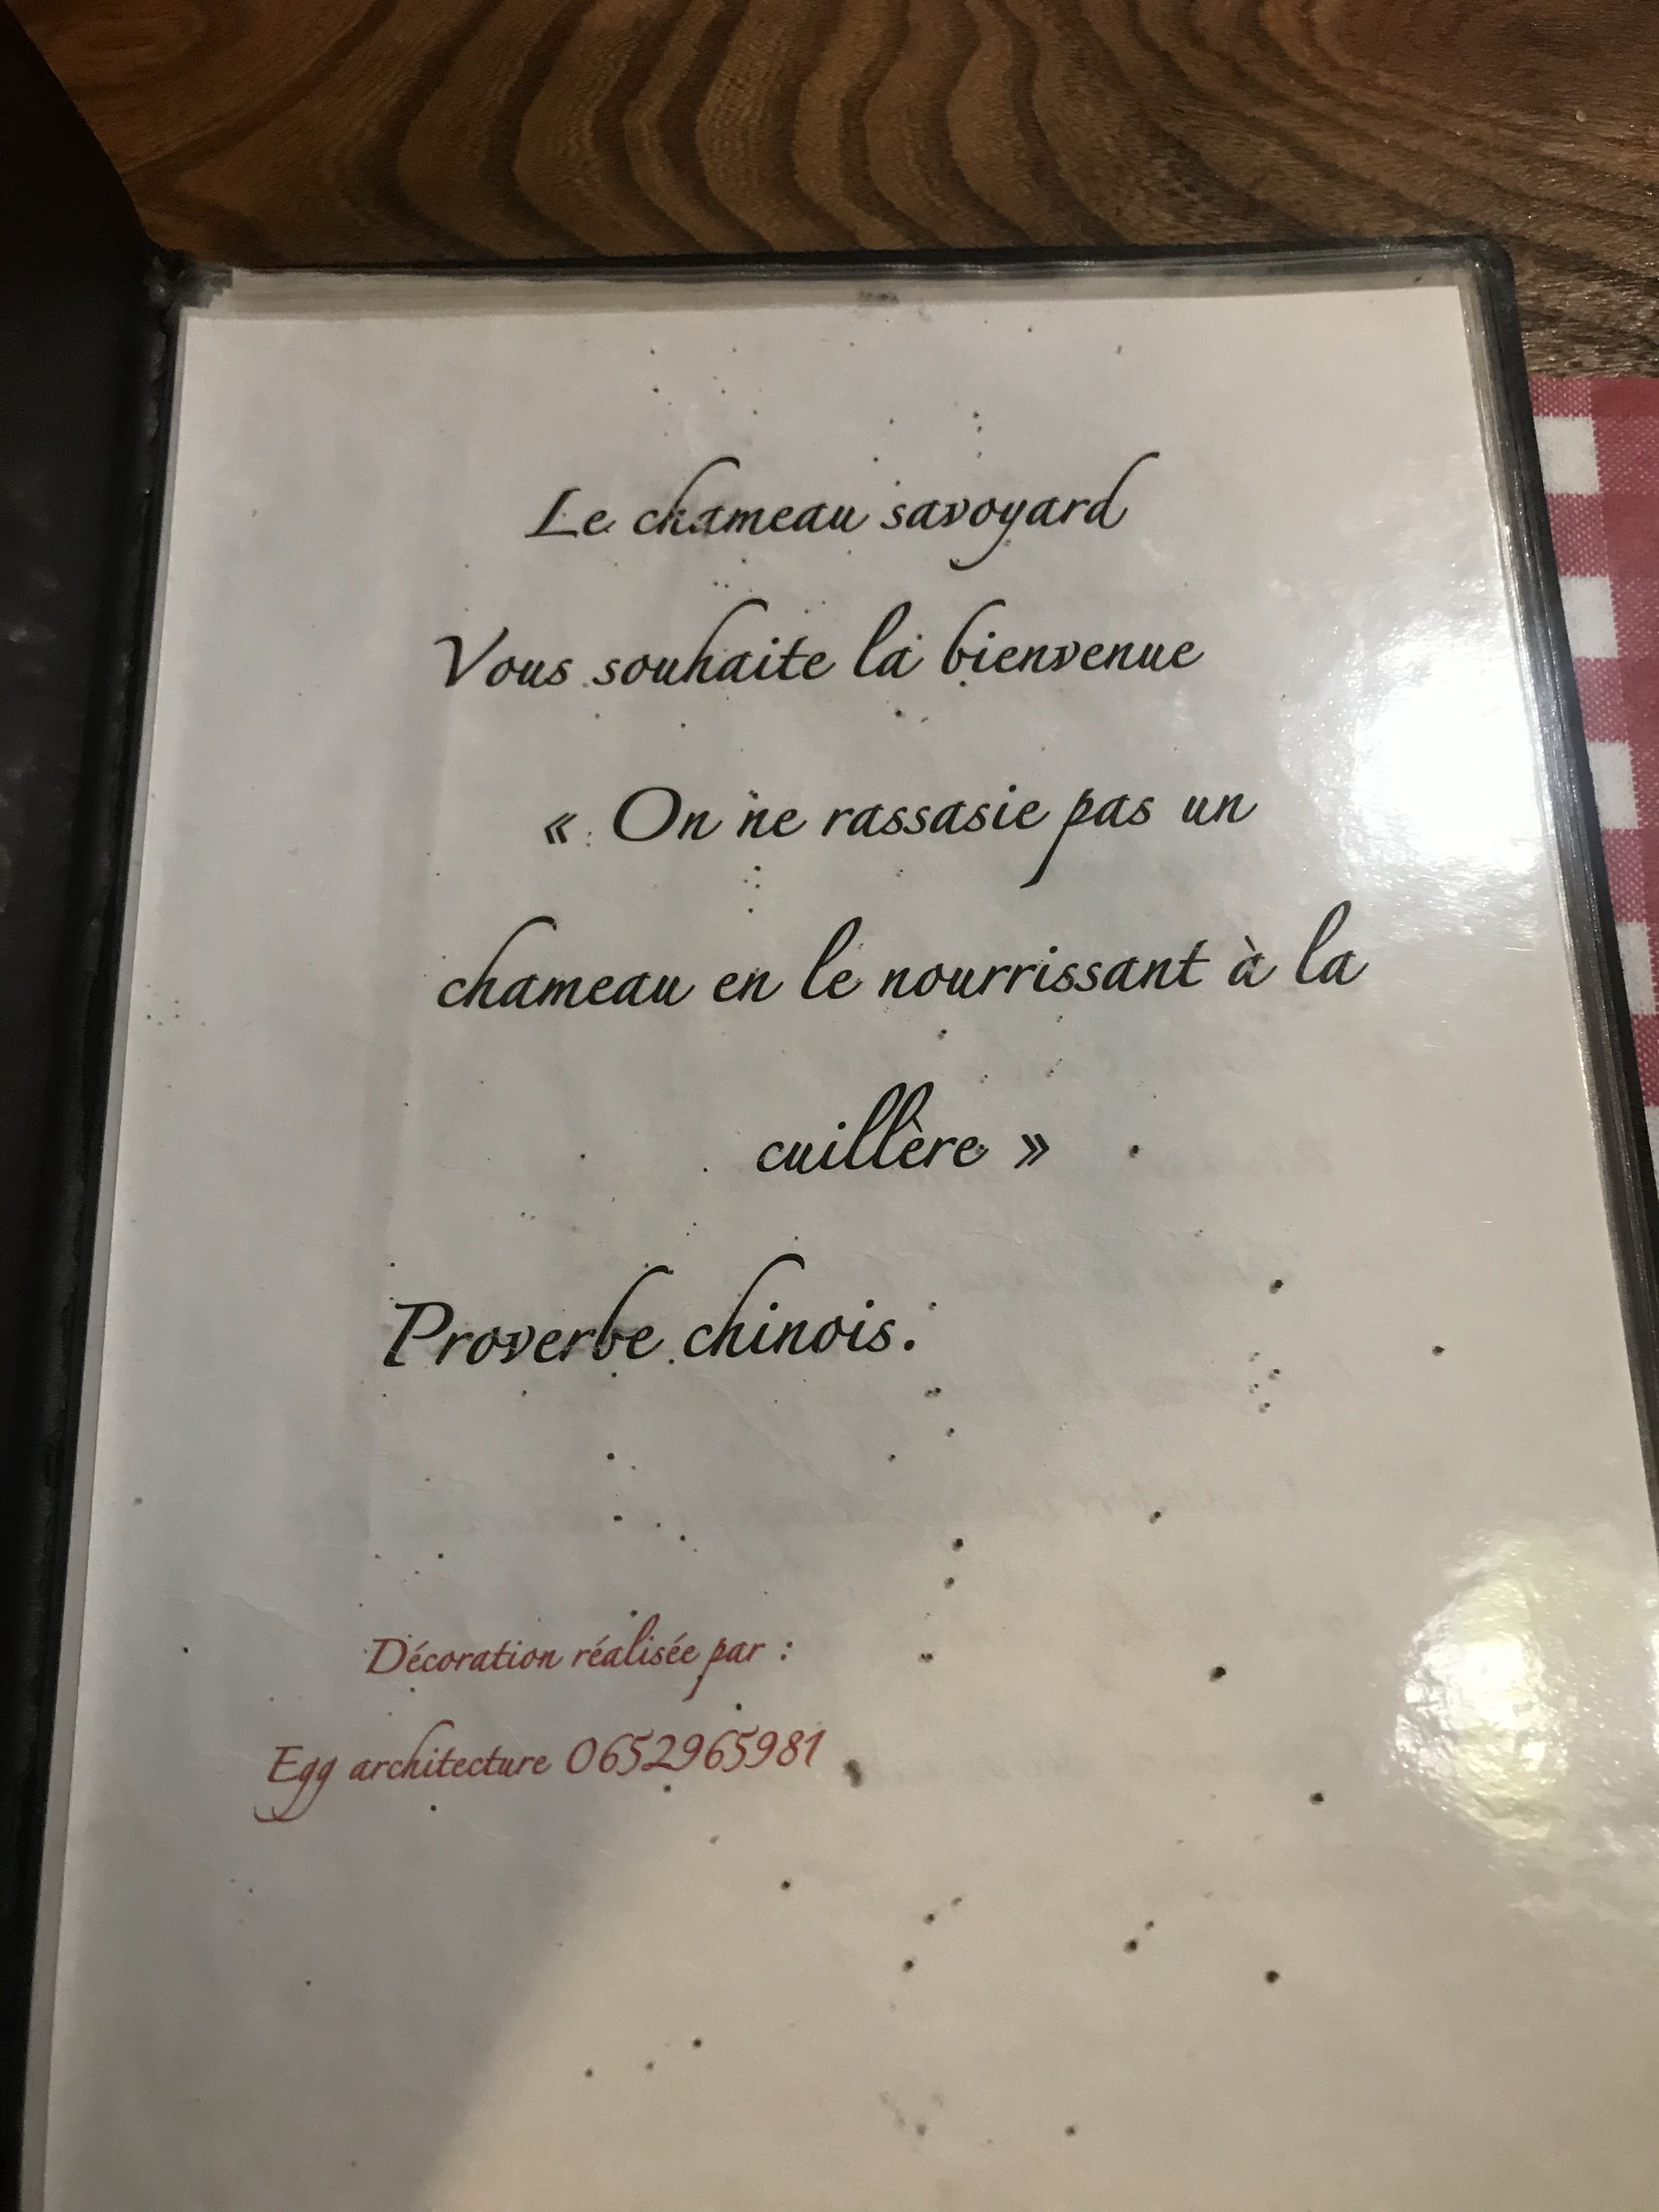 Le chameau savoyard
Vous souhaite la bienvenue
« On ne rassasie pas un
chameau en le nourrissant à la
cuillère »
Proverbe chinois.
Décoration réalisée par :
Egg architecture 0652965981